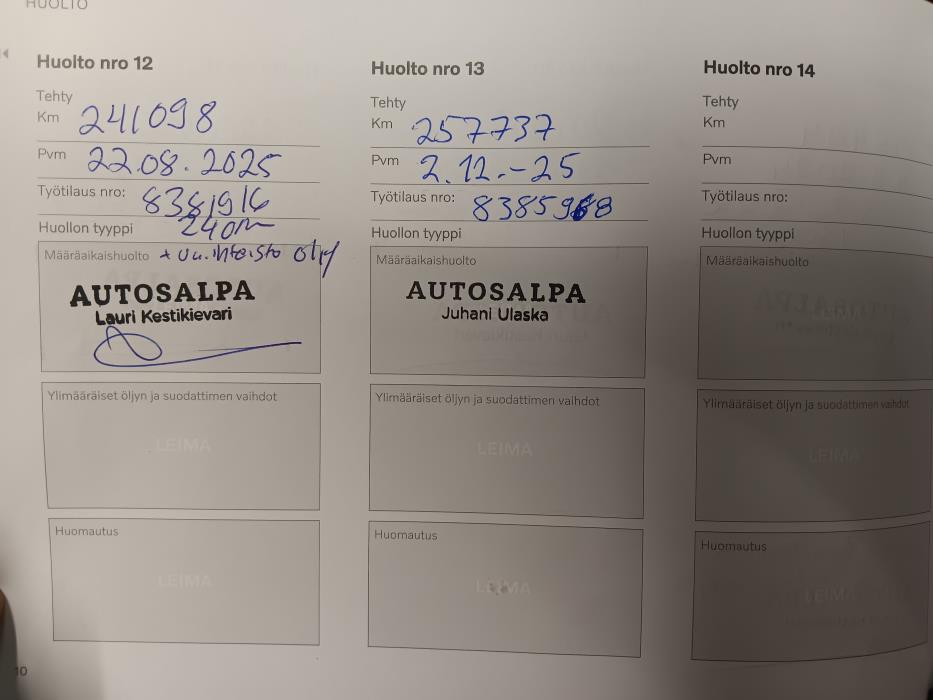 HUOLTO
Huolto nro 12
Tehty
Km 241098
Pvm 22.08.2025
Työtilaus nro: 8381916
Huollon tyyppi 240
Määräaikaishuolto + öljy
AUTOSALPA
Lauri Kestikievari
Ylimääräiset öljyn ja suodattimen vaihdot
LEIMA
Huomautus
LEIMA
Huolto nro 13
Tehty
Km 257737
Pvm 2.12.-25
Työtilaus nro: 8385968
Huollon tyyppi
Määräaikaishuolto
AUTOSALPA
Juhani Ulaska
Ylimääräiset öljyn ja suodattimen vaihdot
LEIMA
Huomautus
LEIMA
Huolto nro 14
Tehty
Km
Pvm
Työtilaus nro:
Huollon tyyppi
Määräaikaishuolto
Ylimääräiset öljyn ja suodattimen vaihdot
LEIMA
Huomautus
LEIMA
10